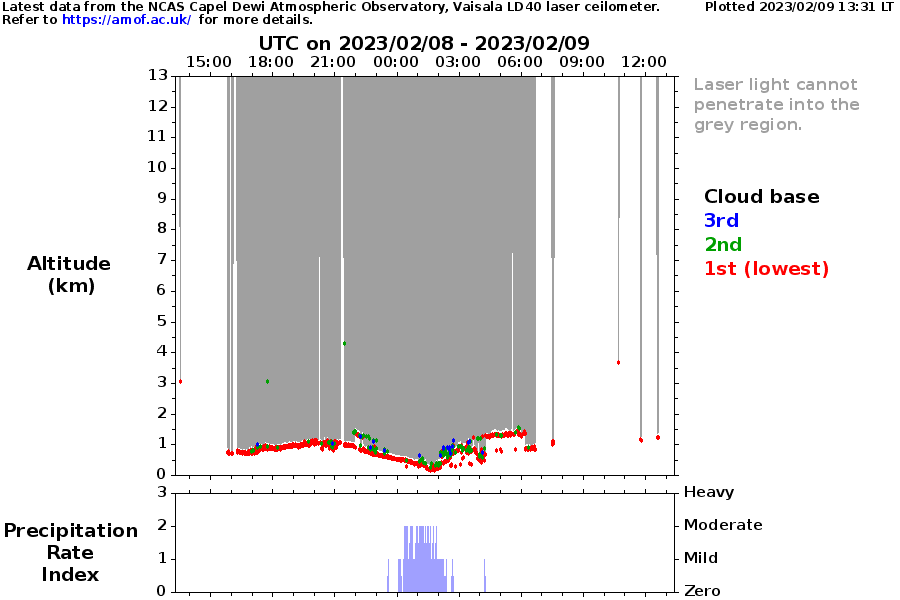 Latest data from the NCAS Capel Dewi Atmospheric Observatory, Vaisala LD40 laser ceilometer.
Plotted 2023/02/09 13:31 LT
Refer to https://amof.ac.uk/ for more details.
UTC on 2023/02/08 - 2023/02/09
15:00 18:00 21:00 00:00 03:00 06:00 09:00 12:00
13
12
11
10
9
8
7
6
5
4
3
2
1
0
Altitude
(km)
Laser light cannot
penetrate into the
grey region.
Cloud base
3rd
2nd
1st (lowest)
3 Heavy
2 Moderate
1 Mild
0 Zero
Precipitation
Rate
Index